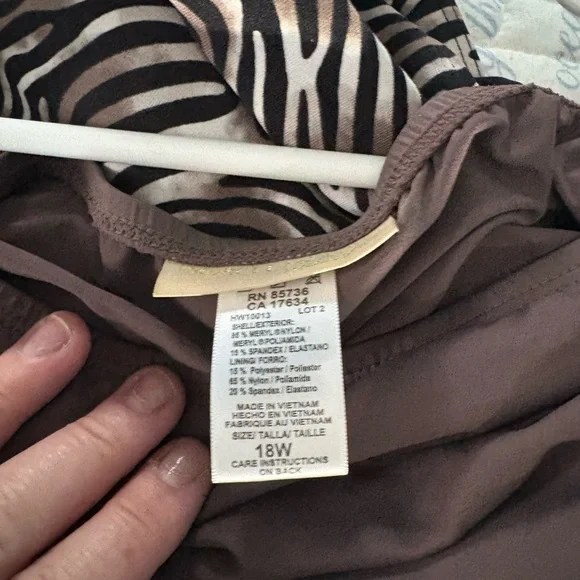 RN 85736
CA 17634
HW10013 LOT 2
SHELL/EXTERIOR:
85 % MERYL®NYLON /
MERYL®POLIAMIDA
15 % SPANDEX / ELASTANO
LINING/ FORRO:
15 % Polyester / Poliester
65 % Nylon / Poliamida
20 % Spandex / Elastano
MADE IN VIETNAM
HECHO EN VIETNAM
FABRIQUE AU VIETNAM
SIZE/ TALLA/ TAILLE
18W
CARE INSTRUCTIONS
ON BACK